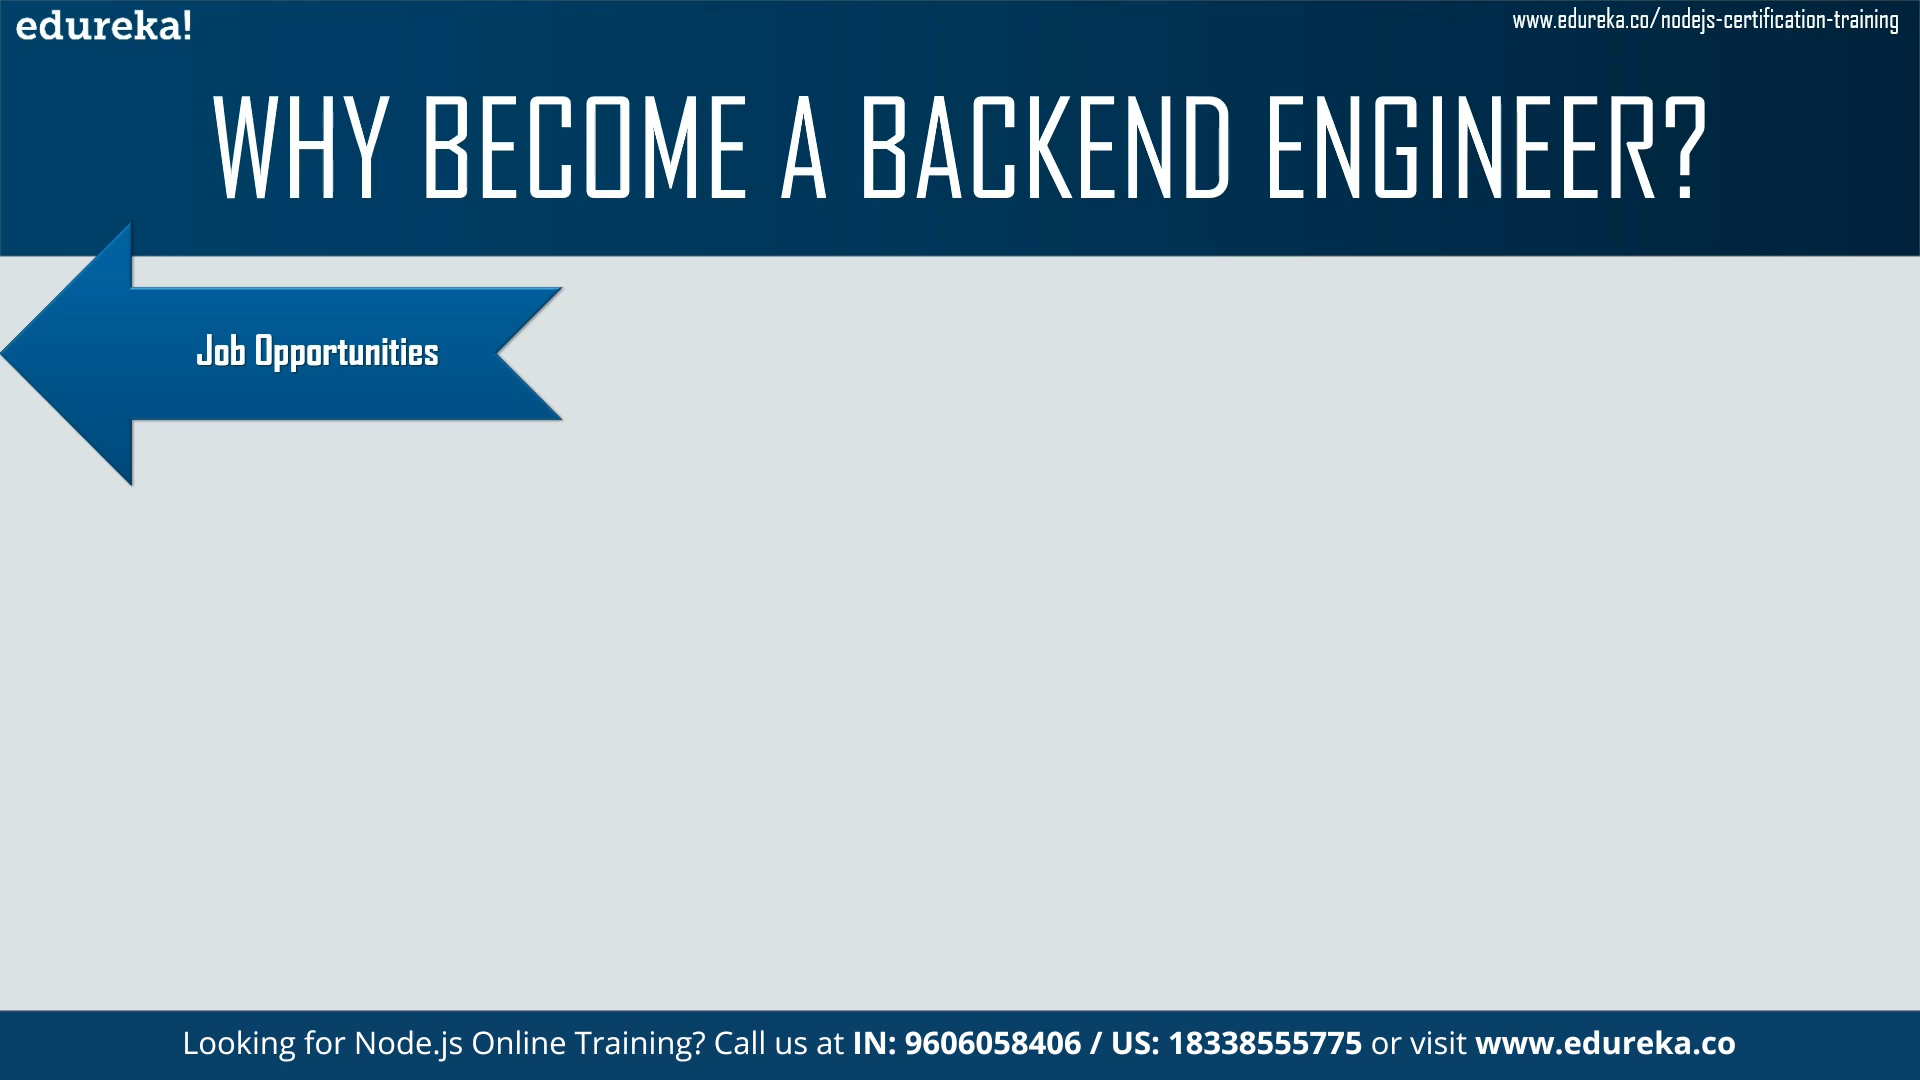 edureka!
www.edureka.co/nodejs-certification-training
WHY BECOME A BACKEND ENGINEER?
Job Opportunities
Looking for Node.js Online Training? Call us at IN: 9606058406 / US: 18338555775 or visit www.edureka.co